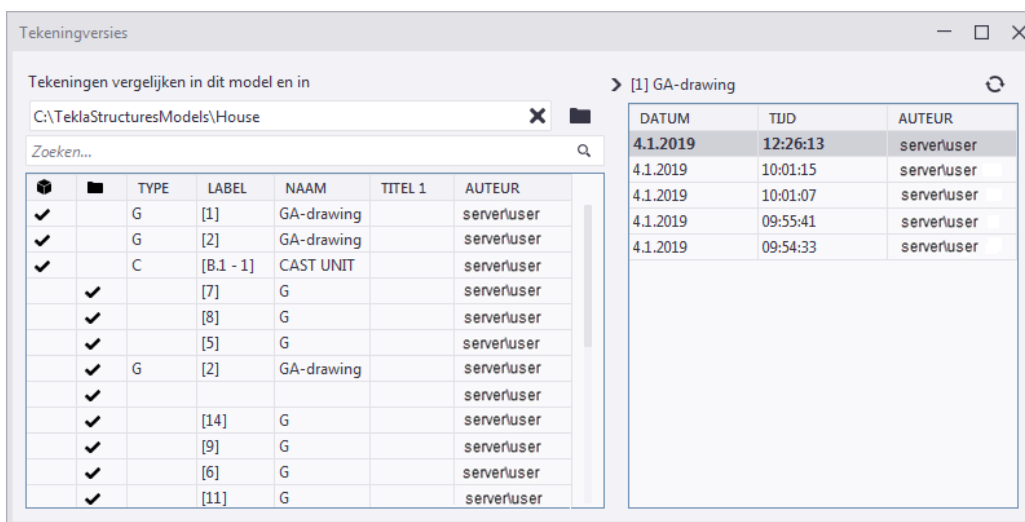 Tekeningversies
Tekeningen vergelijken in dit model en in
C:\TeklaStructuresModels\House
Zoeken...
TYPE LABEL NAAM TITEL 1 AUTEUR
G [1] GA-drawing server\user
G [2] GA-drawing server\user
C [B.1 - 1] CAST UNIT server\user
[7] G server\user
[8] G server\user
[5] G server\user
G [2] GA-drawing server\user
server\user
[14] G server\user
[9] G server\user
[6] G server\user
[11] G server\user
[1] GA-drawing
DATUM TIJD AUTEUR
4.1.2019 12:26:13 server\user
4.1.2019 10:01:15 server\user
4.1.2019 10:01:07 server\user
4.1.2019 09:55:41 server\user
4.1.2019 09:54:33 server\user